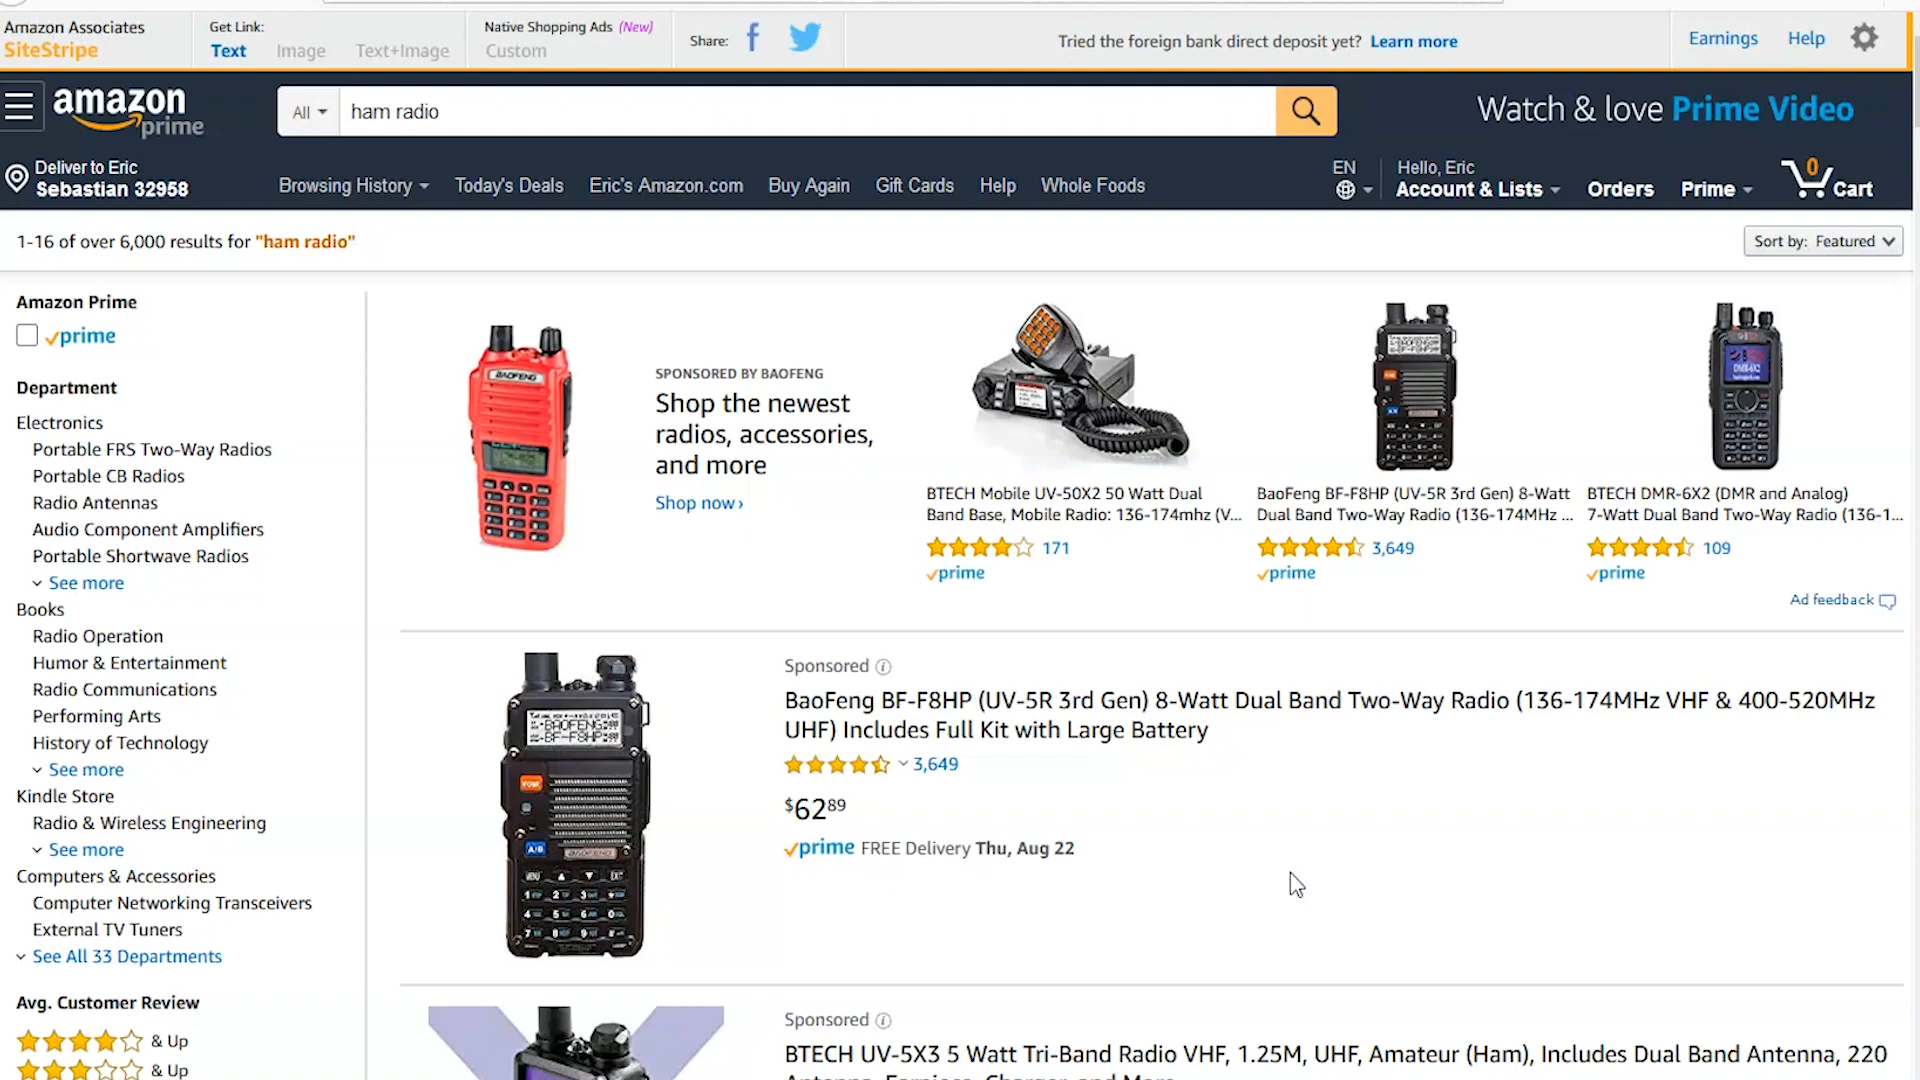 Amazon Associates
SiteStripe
Get Link:
Text Image Text+Image
Native Shopping Ads (New)
Custom
Share:
Tried the foreign bank direct deposit yet? Learn more
Earnings Help
amazon
prime
All
ham radio
Watch & love Prime Video
Deliver to Eric
Sebastian 32958
Browsing History
Today's Deals
Eric's Amazon.com
Buy Again
Gift Cards
Help
Whole Foods
EN
Hello, Eric
Account & Lists
Orders
Prime
0
Cart
1-16 of over 6,000 results for "ham radio"
Sort by: Featured
Amazon Prime
prime
Department
Electronics
Portable FRS Two-Way Radios
Portable CB Radios
Radio Antennas
Audio Component Amplifiers
Portable Shortwave Radios
See more
Books
Radio Operation
Humor & Entertainment
Radio Communications
Performing Arts
History of Technology
See more
Kindle Store
Radio & Wireless Engineering
See more
Computers & Accessories
Computer Networking Transceivers
External TV Tuners
See All 33 Departments
Avg. Customer Review
& Up
& Up
BAOFENG
SPONSORED BY BAOFENG
Shop the newest
radios, accessories,
and more
Shop now ›
BTECH Mobile UV-50X2 50 Watt Dual
Band Base, Mobile Radio: 136-174mhz (V...
171
prime
BaoFeng BF-F8HP (UV-5R 3rd Gen) 8-Watt
Dual Band Two-Way Radio (136-174MHz ...
3,649
prime
DMR-6X2
BTECH DMR-6X2 (DMR and Analog)
7-Watt Dual Band Two-Way Radio (136-1...
109
prime
Ad feedback
BAOFENG
BF-F8HP
A/B
MENU
Sponsored
BaoFeng BF-F8HP (UV-5R 3rd Gen) 8-Watt Dual Band Two-Way Radio (136-174MHz VHF & 400-520MHz
UHF) Includes Full Kit with Large Battery
3,649
$62 89
prime FREE Delivery Thu, Aug 22
Sponsored
BTECH UV-5X3 5 Watt Tri-Band Radio VHF, 1.25M, UHF, Amateur (Ham), Includes Dual Band Antenna, 220